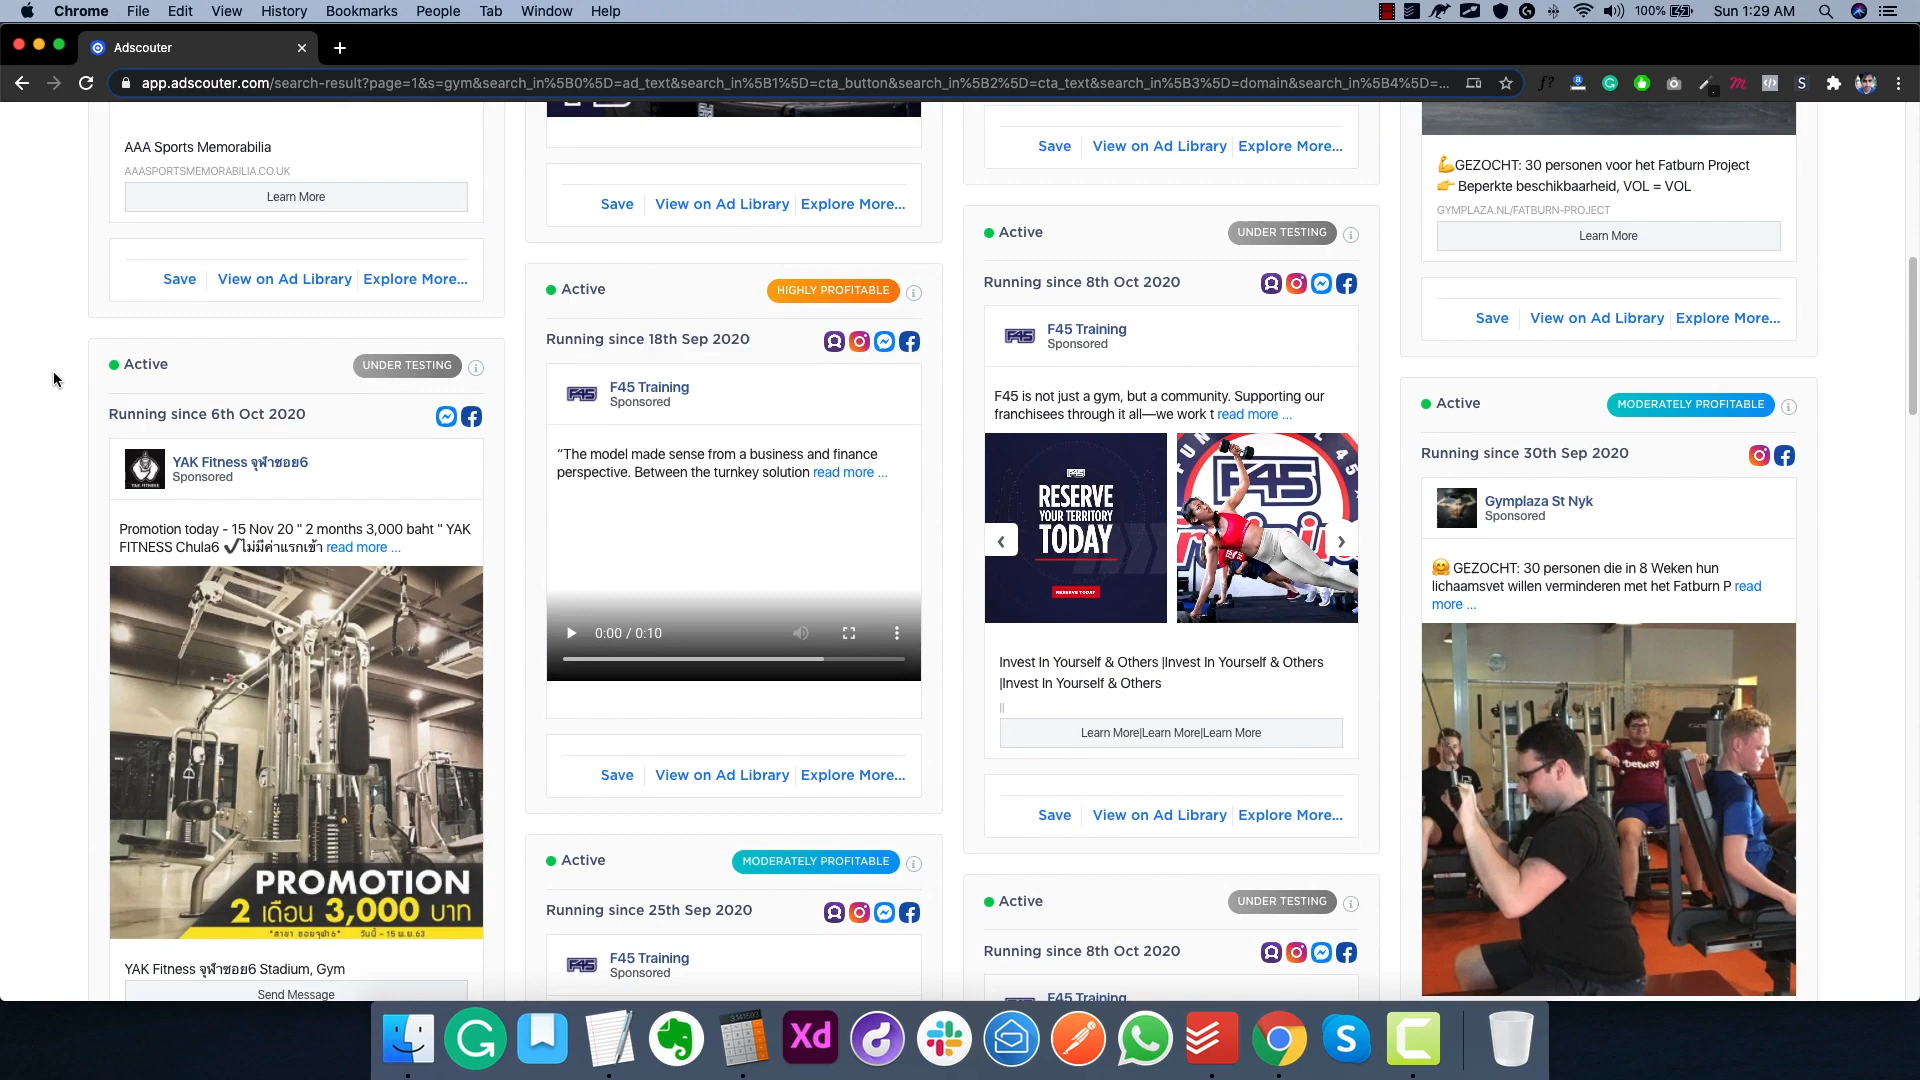 Chrome File Edit View History Bookmarks People Tab Window Help
100% Sun 1:29 AM
Adscouter
app.adscouter.com/search-result?page=1&s=gym&search_in%5B0%5D=ad_text&search_in%5B1%5D=cta_button&search_in%5B2%5D=cta_text&search_in%5B3%5D=domain&search_in%5B4%5D=...
AAA Sports Memorabilia
AAASPORTSMEMORABILIA.CO.UK
Learn More
Save View on Ad Library Explore More...
Active UNDER TESTING
Running since 6th Oct 2020
YAK Fitness จุฬาซอย6
Sponsored
Promotion today - 15 Nov 20 " 2 months 3,000 baht " YAK
FITNESS Chula6 ✔ไม่มีค่าแรกเข้า read more ...
PROMOTION
2 เดือน 3,000 บาท
YAK Fitness จุฬาซอย6 Stadium, Gym
Send Message
Save View on Ad Library Explore More...
Active HIGHLY PROFITABLE
Running since 18th Sep 2020
F45 Training
Sponsored
“The model made sense from a business and finance
perspective. Between the turnkey solution read more ...
0:00 / 0:10
Save View on Ad Library Explore More...
Active MODERATELY PROFITABLE
Running since 25th Sep 2020
F45 Training
Sponsored
Save View on Ad Library Explore More...
Active UNDER TESTING
Running since 8th Oct 2020
F45 Training
Sponsored
F45 is not just a gym, but a community. Supporting our
franchisees through it all—we work t read more ...
F45
RESERVE
YOUR TERRITORY
TODAY
RESERVE TODAY
F45
Invest In Yourself & Others |Invest In Yourself & Others
|Invest In Yourself & Others
||
Learn More|Learn More|Learn More
Save View on Ad Library Explore More...
Active UNDER TESTING
Running since 8th Oct 2020
F45 Training
💪GEZOCHT: 30 personen voor het Fatburn Project
👉 Beperkte beschikbaarheid, VOL = VOL
GYMPLAZA.NL/FATBURN-PROJECT
Learn More
Save View on Ad Library Explore More...
Active MODERATELY PROFITABLE
Running since 30th Sep 2020
Gymplaza St Nyk
Sponsored
🤗 GEZOCHT: 30 personen die in 8 Weken hun
lichaamsvet willen verminderen met het Fatburn P read
more ...
betway
Xd